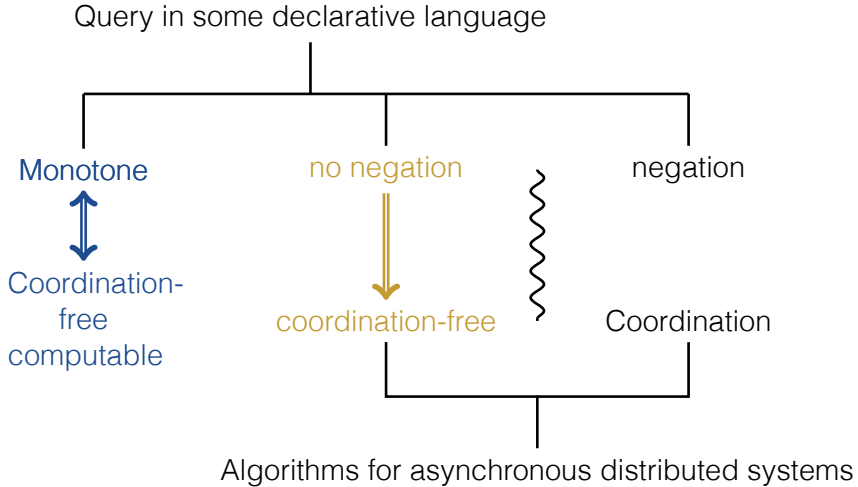 Query in some declarative language
Monotone
no negation
negation
Coordination-
free
computable
coordination-free
Coordination
Algorithms for asynchronous distributed systems